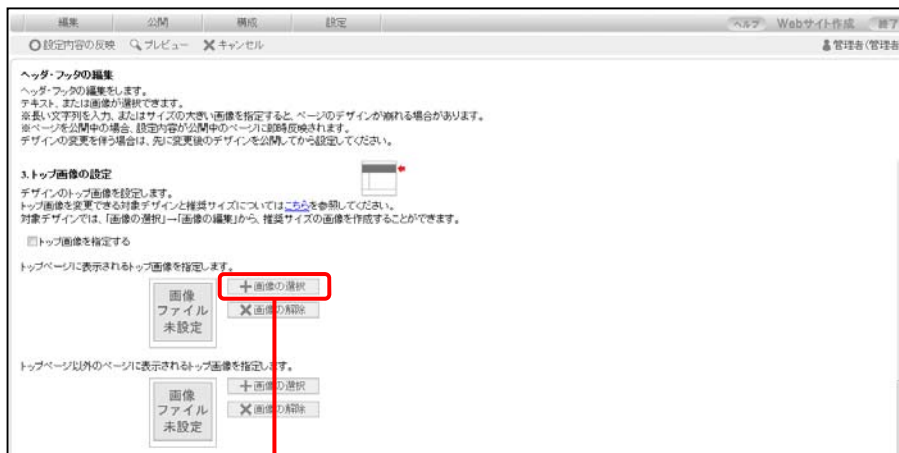 編集 公開 構成 設定 ヘルプ Webサイト作成 終了
設定内容の反映 プレビュー キャンセル 管理者(管理者
ヘッダ・フッタの編集
ヘッダ・フッタの編集をします。
テキスト、または画像が選択できます。
※長い文字列を入力、またはサイズの大きい画像を指定すると、ページのデザインが崩れる場合があります。
※ページを公開中の場合、設定内容が公開中のページに即時反映されます。
デザインの変更を伴う場合は、先に変更後のデザインを公開してから設定してください。
3.トップ画像の設定
デザインのトップ画像を設定します。
トップ画像を変更できる対象デザインと推奨サイズについてはこちらを参照してください。
対象デザインでは、「画像の選択」→「画像の編集」から、推奨サイズの画像を作成することができます。
トップ画像を指定する
トップページに表示されるトップ画像を指定します。
画像
ファイル
未設定
画像の選択
画像の解除
トップページ以外のページに表示されるトップ画像を指定します。
画像
ファイル
未設定
画像の選択
画像の解除